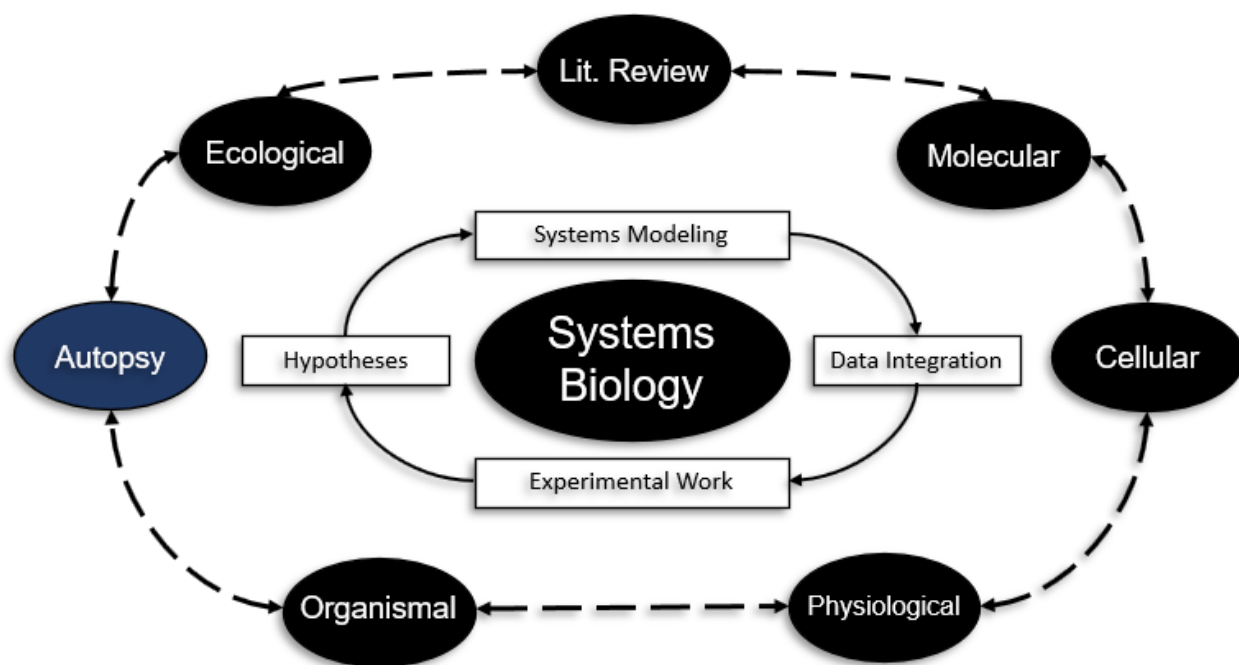 Lit. Review
Ecological
Molecular
Systems Modeling
Systems
Biology
Hypotheses
Data Integration
Autopsy
Cellular
Experimental Work
Organismal
Physiological